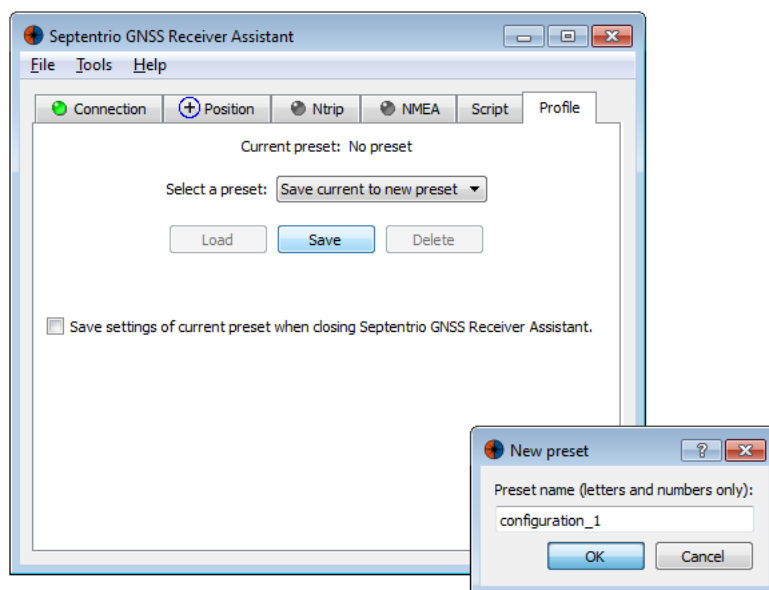 Septentrio GNSS Receiver Assistant
File Tools Help
Connection Position Ntrip NMEA Script Profile
Current preset: No preset
Select a preset: Save current to new preset
Load Save Delete
Save settings of current preset when closing Septentrio GNSS Receiver Assistant.
New preset
Preset name (letters and numbers only):
configuration_1
OK Cancel